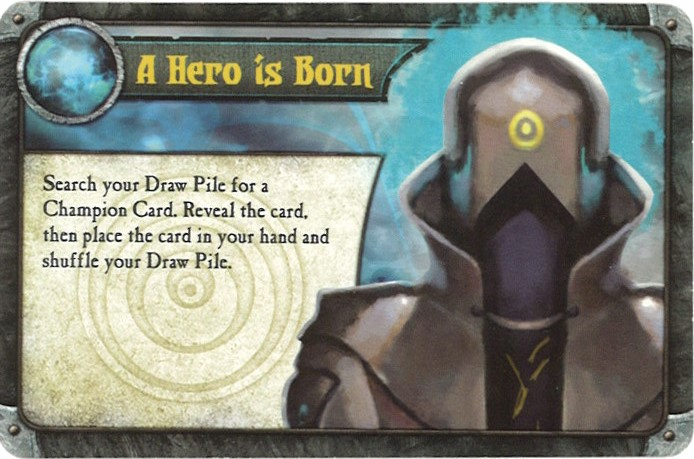 A Hero is Born
Search your Draw Pile for a
Champion Card. Reveal the card,
then place the card in your hand and
shuffle your Draw Pile.